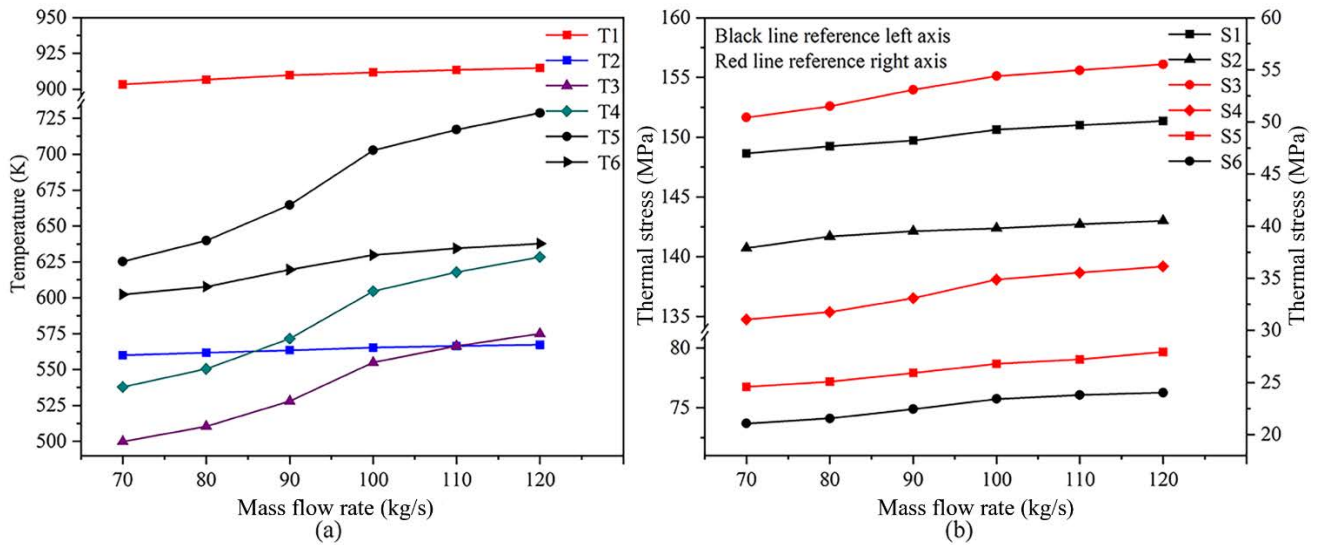 950
925
900
725
700
675
650
625
600
575
550
525
500
Temperature (K)
T1
T2
T3
T4
T5
T6
70 80 90 100 110 120
Mass flow rate (kg/s)
(a)
160
155
150
145
140
135
80
75
Thermal stress (MPa)
Black line reference left axis
Red line reference right axis
S1
S2
S3
S4
S5
S6
60
55
50
45
40
35
30
25
20
Thermal stress (MPa)
70 80 90 100 110 120
Mass flow rate (kg/s)
(b)